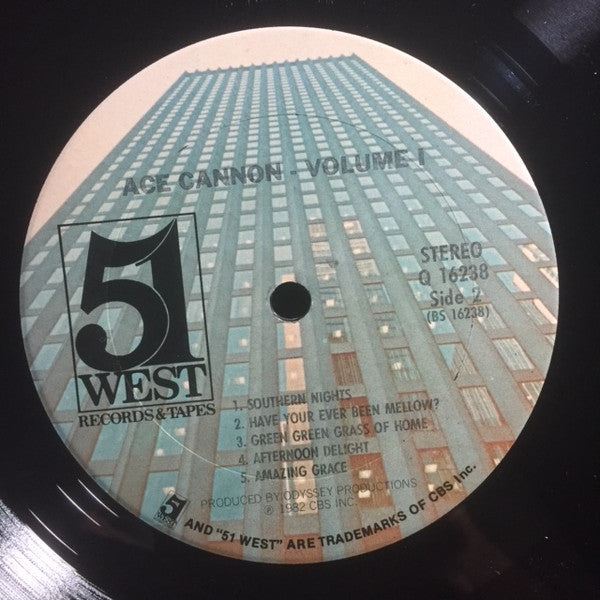 ACE CANNON - VOLUME I
51
WEST
RECORDS & TAPES
STEREO
Q 16238
Side 2
(BS 16238)
1. SOUTHERN NIGHTS
2. HAVE YOUR EVER BEEN MELLOW?
3. GREEN GREEN GRASS OF HOME
4. AFTERNOON DELIGHT
5. AMAZING GRACE
PRODUCED BY ODYSSEY PRODUCTIONS
℗ 1982 CBS INC.
51 WEST AND "51 WEST" ARE TRADEMARKS OF CBS Inc.